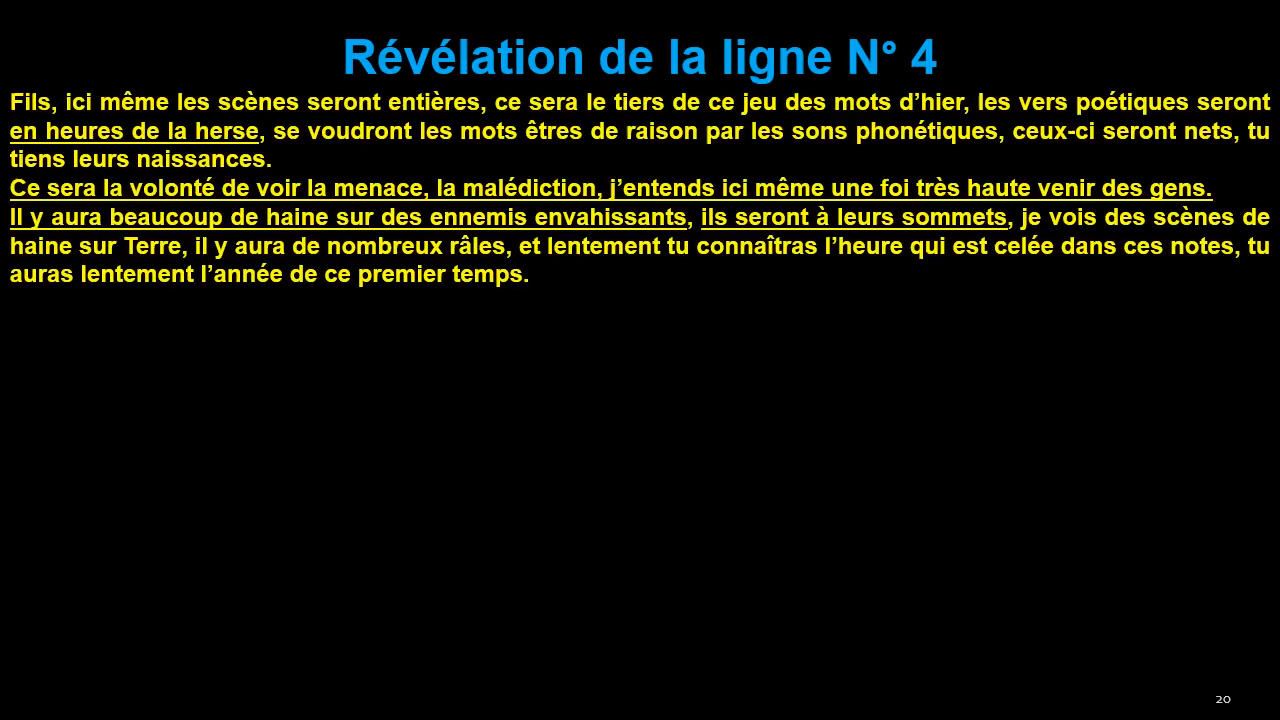 Révélation de la ligne N° 4
Fils, ici même les scènes seront entières, ce sera le tiers de ce jeu des mots d’hier, les vers poétiques seront
en heures de la herse, se voudront les mots êtres de raison par les sons phonétiques, ceux-ci seront nets, tu
tiens leurs naissances.
Ce sera la volonté de voir la menace, la malédiction, j’entends ici même une foi très haute venir des gens.
Il y aura beaucoup de haine sur des ennemis envahissants, ils seront à leurs sommets, je vois des scènes de
haine sur Terre, il y aura de nombreux râles, et lentement tu connaîtras l’heure qui est celée dans ces notes, tu
auras lentement l’année de ce premier temps.
20